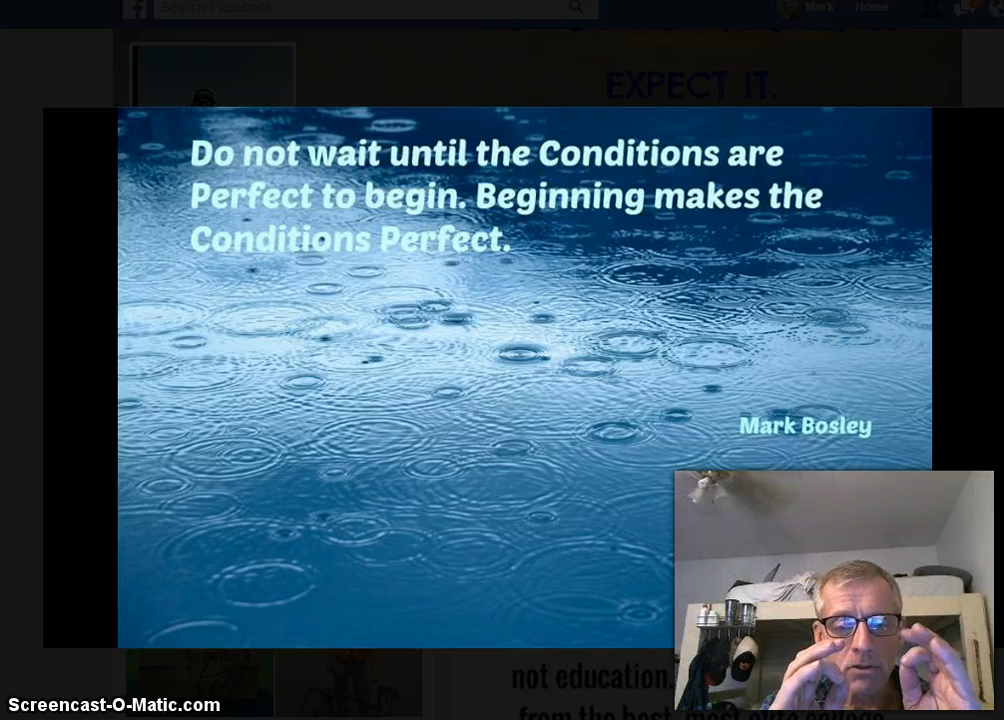 Search Facebook
Mark Home
EXPECT IT.
Do not wait until the Conditions are
Perfect to begin. Beginning makes the
Conditions Perfect.
Mark Bosley
not education.
Screencast-O-Matic.com